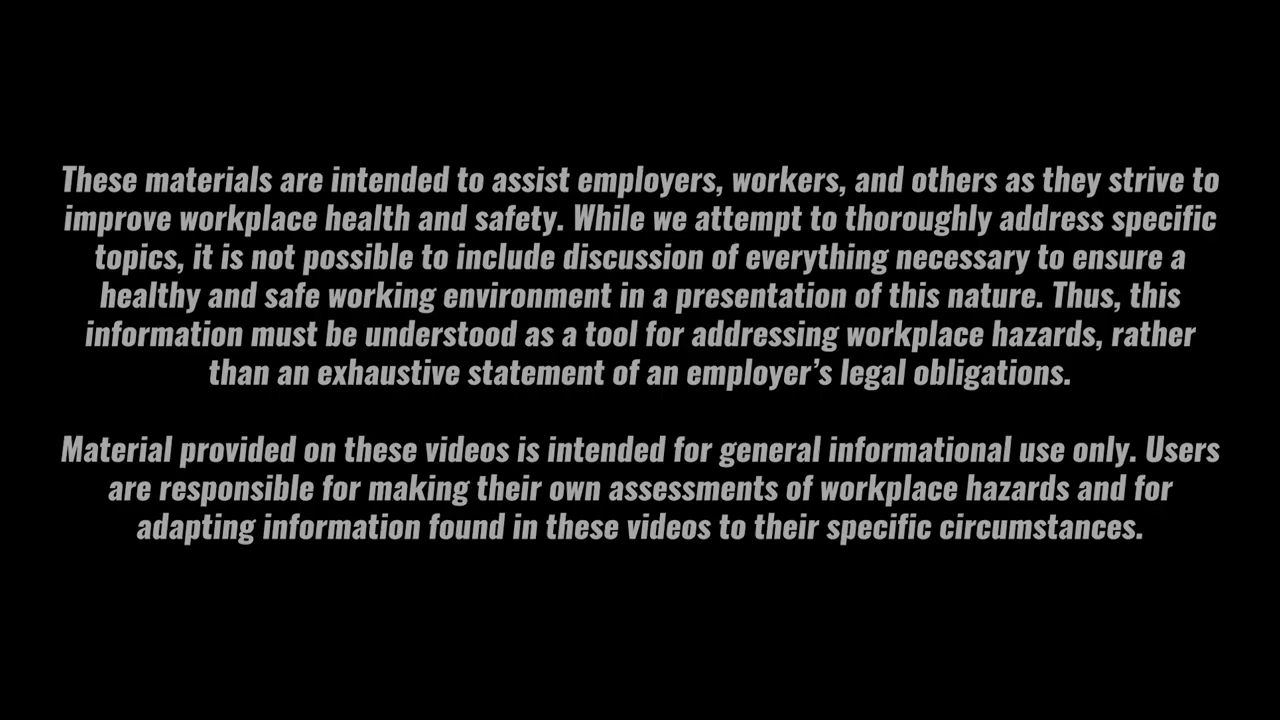 These materials are intended to assist employers, workers, and others as they strive to
improve workplace health and safety. While we attempt to thoroughly address specific
topics, it is not possible to include discussion of everything necessary to ensure a
healthy and safe working environment in a presentation of this nature. Thus, this
information must be understood as a tool for addressing workplace hazards, rather
than an exhaustive statement of an employer’s legal obligations.
Material provided on these videos is intended for general informational use only. Users
are responsible for making their own assessments of workplace hazards and for
adapting information found in these videos to their specific circumstances.